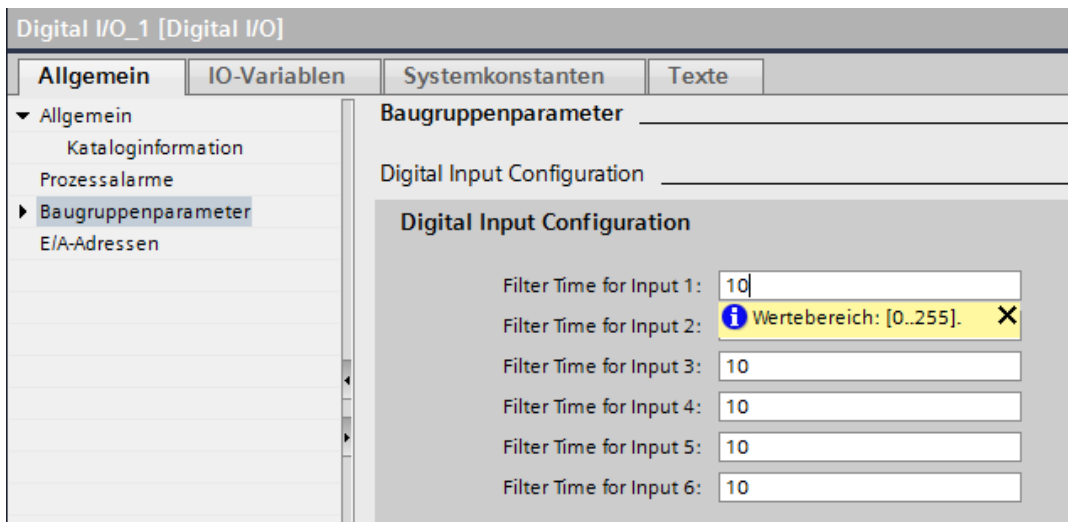 Digital I/O_1 [Digital I/O]
Allgemein IO-Variablen Systemkonstanten Texte
Allgemein
Kataloginformation
Prozessalarme
Baugruppenparameter
E/A-Adressen
Baugruppenparameter
Digital Input Configuration
Digital Input Configuration
Filter Time for Input 1: 10
Filter Time for Input 2: Wertebereich: [0..255].
Filter Time for Input 3: 10
Filter Time for Input 4: 10
Filter Time for Input 5: 10
Filter Time for Input 6: 10